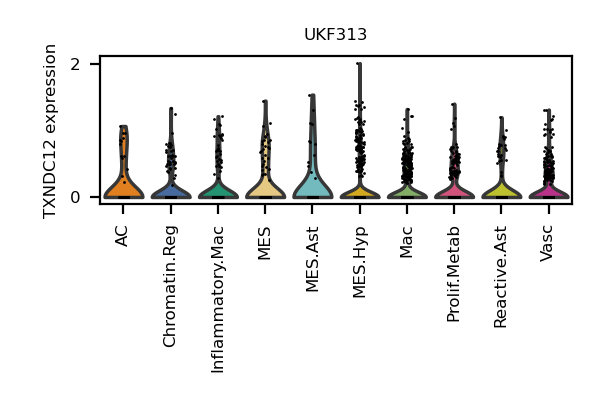 UKF313
TXNDC12 expression
2
0
AC
Chromatin.Reg
Inflammatory.Mac
MES
MES.Ast
MES.Hyp
Mac
Prolif.Metab
Reactive.Ast
Vasc